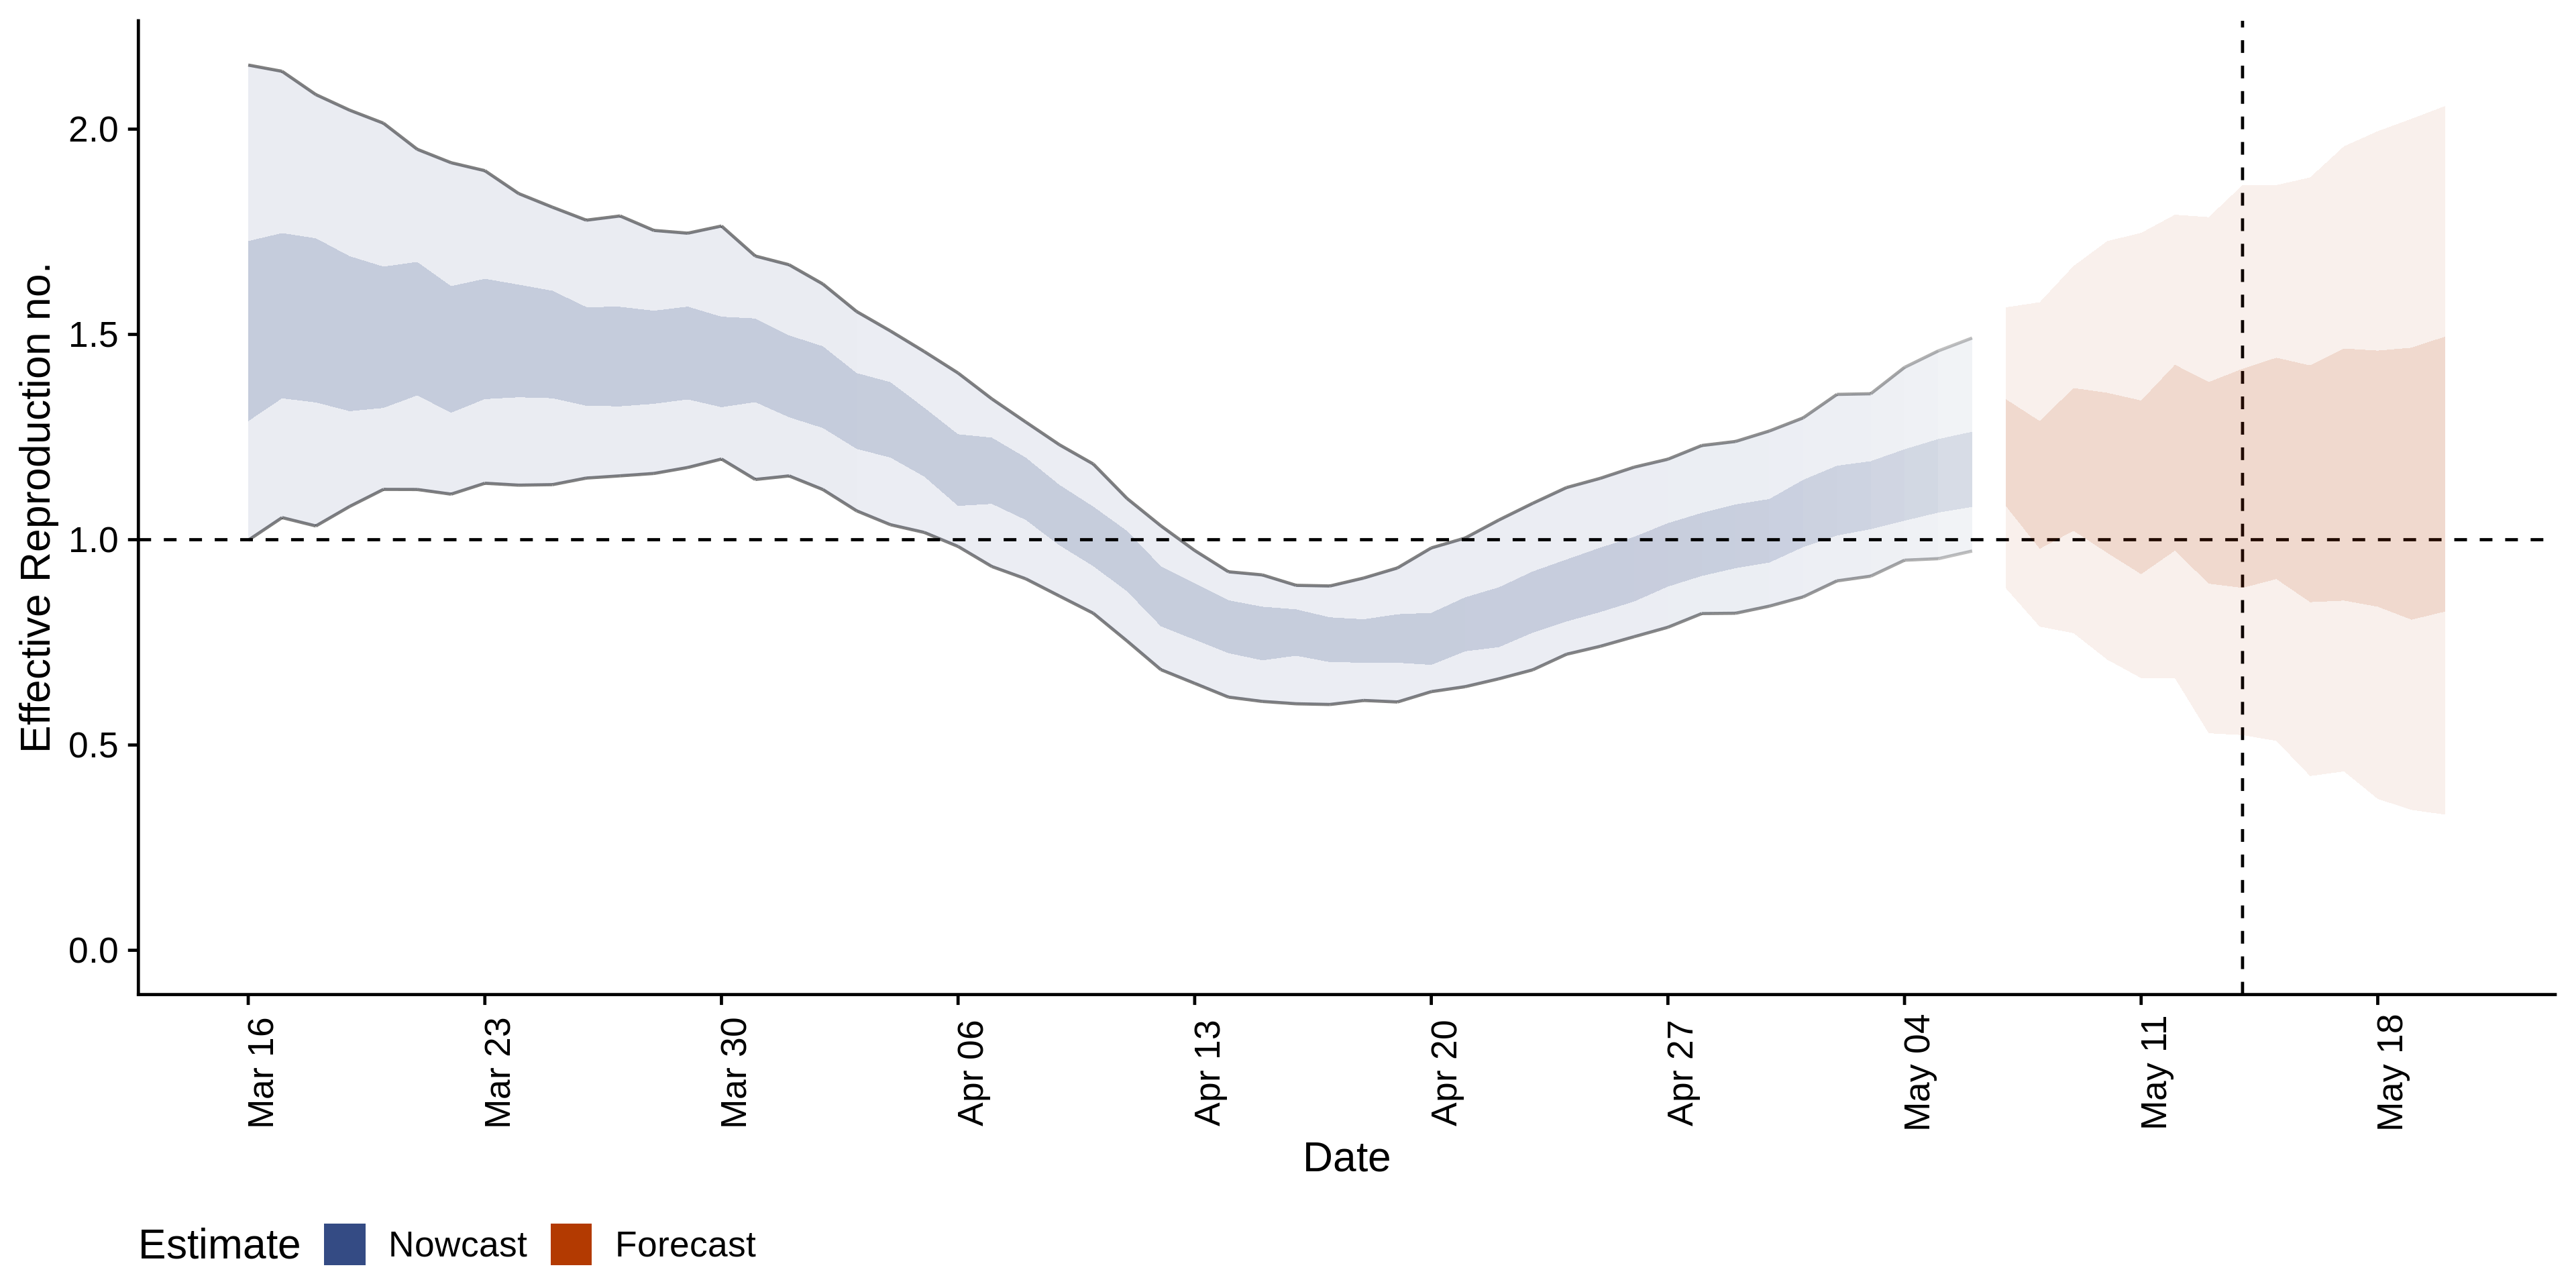 Effective Reproduction no.
2.0
1.5
1.0
0.5
0.0
Mar 16
Mar 23
Mar 30
Apr 06
Apr 13
Apr 20
Apr 27
May 04
May 11
May 18
Date
Estimate Nowcast Forecast